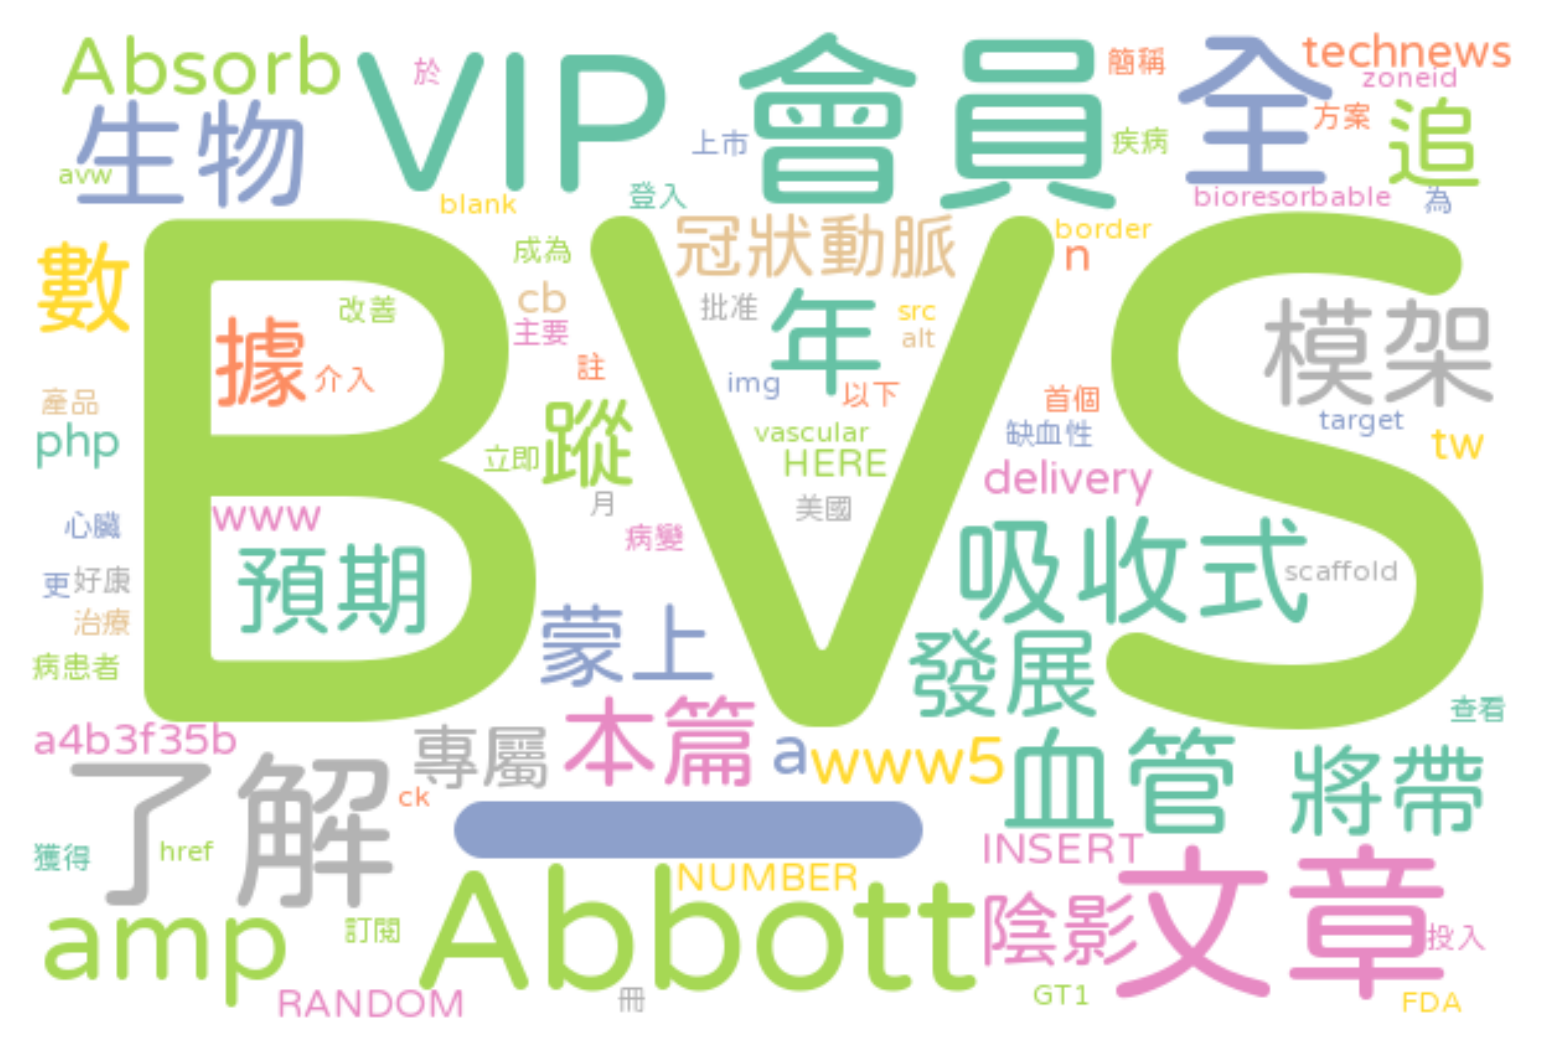 Absorb
VIP
於
會員
簡稱
全
technews
zoneid
方案
追
生物
avw
上市
疾病
blank
登入
bioresorbable
為
BVS
數
成為
冠狀動脈
border
n
改善
cb
主要
批准
年
src
alt
模架
據
介入
註
img
以下
首個
產品
target
php
立即
蹤
vascular
HERE
缺血性
tw
delivery
月
美國
www
心臟
病變
預期
吸收式
scaffold
更
好康
治療
蒙上
發展
病患者
查看
a4b3f35b
專屬
本篇
a
www5
血管
將帶
了解
ck
獲得
href
INSERT
NUMBER
文章
amp
訂閱
Abbott
陰影
投入
RANDOM
冊
GT1
FDA